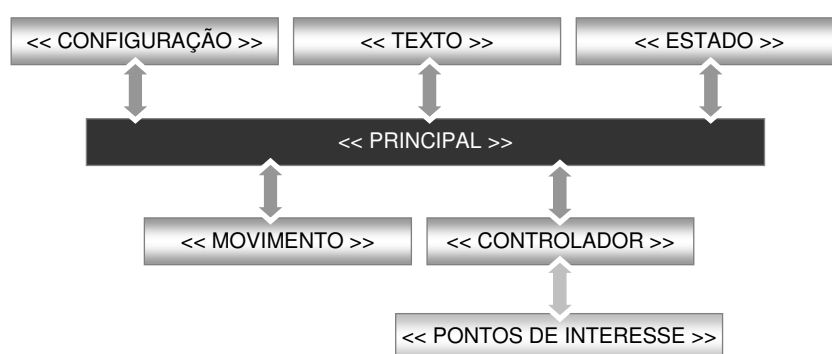 << CONFIGURAÇÃO >>
<< TEXTO >>
<< ESTADO >>
<< PRINCIPAL >>
<< MOVIMENTO >>
<< CONTROLADOR >>
<< PONTOS DE INTERESSE >>